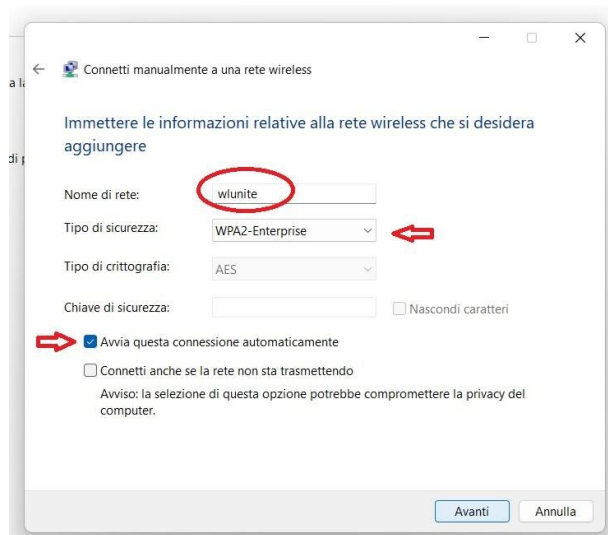 Connetti manualmente a una rete wireless
Immettere le informazioni relative alla rete wireless che si desidera
aggiungere
Nome di rete: wlunite
Tipo di sicurezza: WPA2-Enterprise
Tipo di crittografia: AES
Chiave di sicurezza: Nascondi caratteri
Avvia questa connessione automaticamente
Connetti anche se la rete non sta trasmettendo
Avviso: la selezione di questa opzione potrebbe compromettere la privacy del
computer.
Avanti Annulla